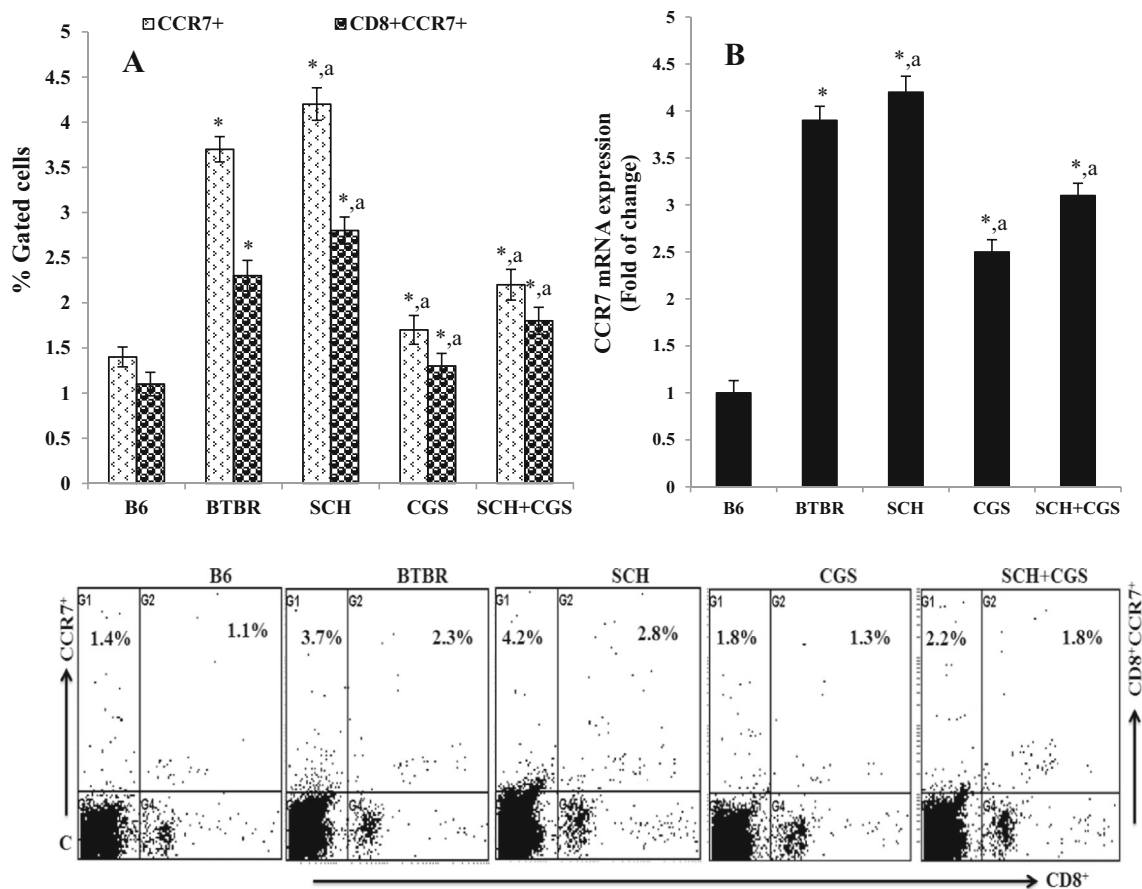 CCR7+ CD8+CCR7+
A
% Gated cells
5
4.5
4
3.5
3
2.5
2
1.5
1
0.5
0
*
*
*,a
*,a
*,a
*,a
*,a
*,a
B6 BTBR SCH CGS SCH+CGS
B
CCR7 mRNA expression
(Fold of change)
5
4.5
4
3.5
3
2.5
2
1.5
1
0.5
0
*
*,a
*,a
*,a
B6 BTBR SCH CGS SCH+CGS
B6 BTBR SCH CGS SCH+CGS
G1 G2 G1 G2 G1 G2 G1 G2 G1 G2
1.4% 1.1% 3.7% 2.3% 4.2% 2.8% 1.8% 1.3% 2.2% 1.8%
CCR7+
CD8+CCR7+
G4 G4 G4 G4 G4
C
CD8+